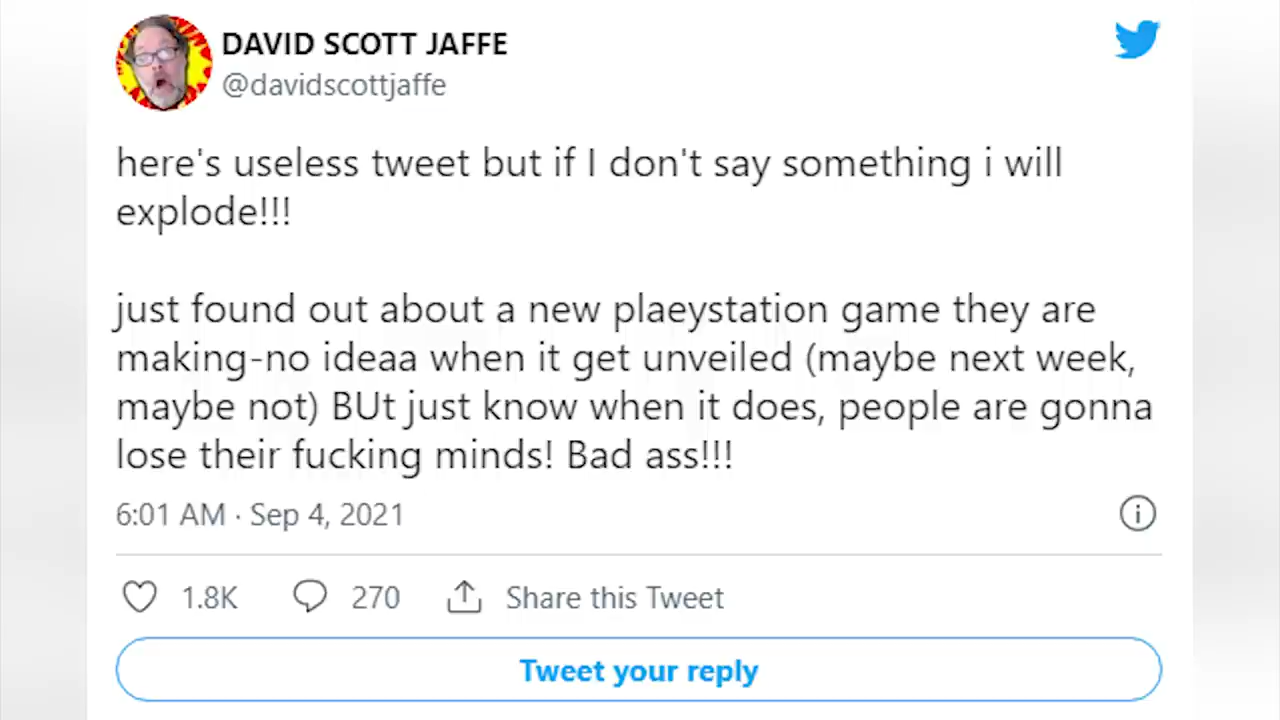 DAVID SCOTT JAFFE
@davidscottjaffe
here's useless tweet but if I don't say something i will
explode!!!
just found out about a new plaeystation game they are
making-no ideaa when it get unveiled (maybe next week,
maybe not) BUt just know when it does, people are gonna
lose their fucking minds! Bad ass!!!
6:01 AM · Sep 4, 2021
1.8K 270 Share this Tweet
Tweet your reply